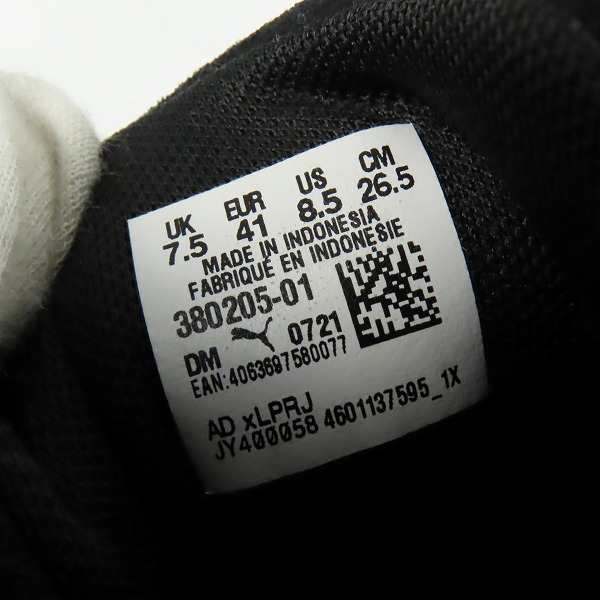 UK EUR US CM
7.5 41 8.5 26.5
MADE IN INDONESIA
FABRIQUÉ EN INDONESIE
380205-01
DM 0721
EAN:4063697580077
AD xLPRJ
JY400058 4601137595_1X